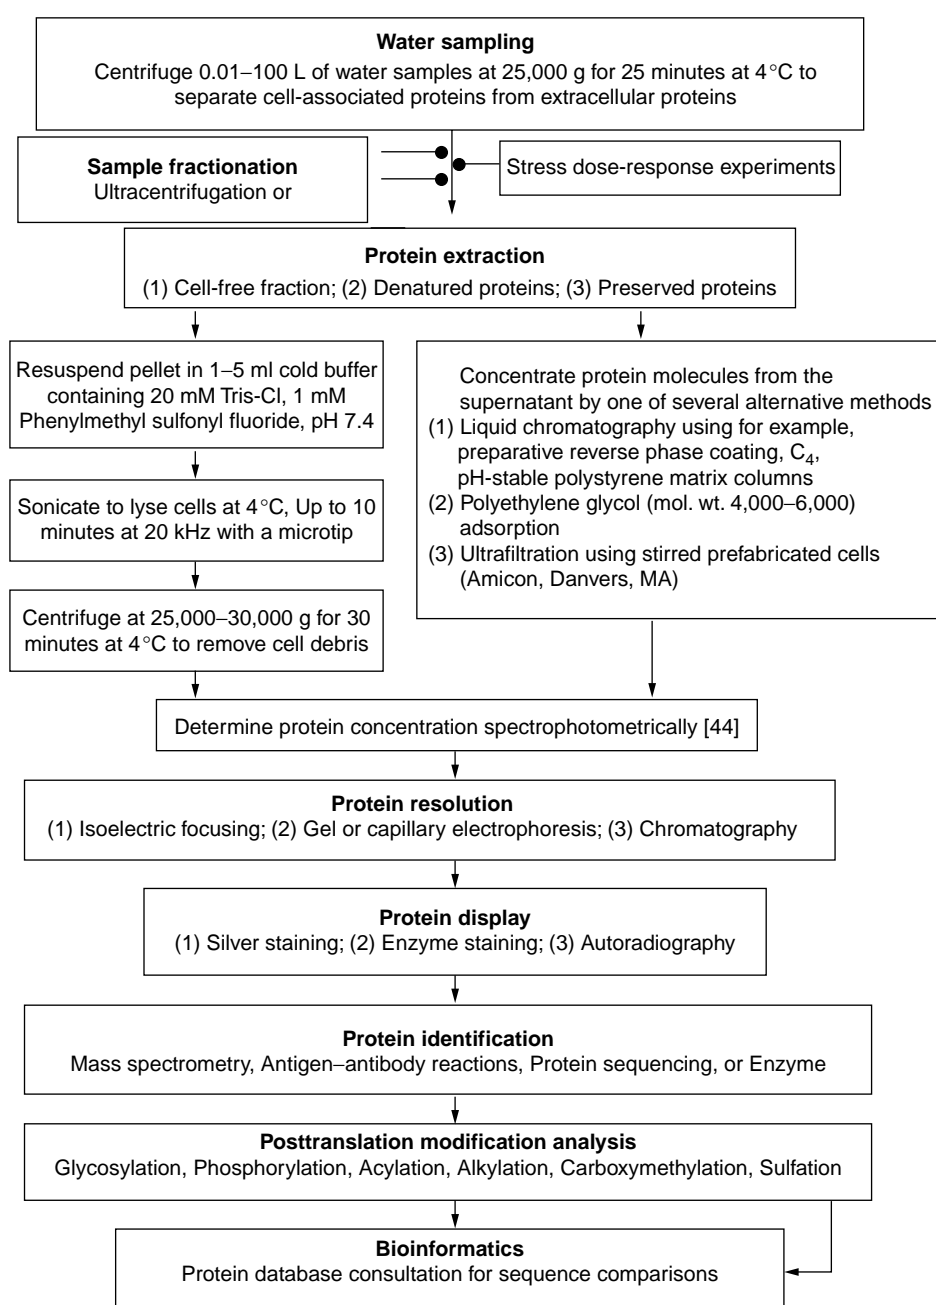 Water sampling
Centrifuge 0.01–100 L of water samples at 25,000 g for 25 minutes at 4°C to
separate cell-associated proteins from extracellular proteins
Sample fractionation
Ultracentrifugation or
Stress dose-response experiments
Protein extraction
(1) Cell-free fraction; (2) Denatured proteins; (3) Preserved proteins
Resuspend pellet in 1–5 ml cold buffer
containing 20 mM Tris-Cl, 1 mM
Phenylmethyl sulfonyl fluoride, pH 7.4
Sonicate to lyse cells at 4°C, Up to 10
minutes at 20 kHz with a microtip
Centrifuge at 25,000–30,000 g for 30
minutes at 4°C to remove cell debris
Concentrate protein molecules from the
supernatant by one of several alternative methods
(1) Liquid chromatography using for example,
preparative reverse phase coating, C₄,
pH-stable polystyrene matrix columns
(2) Polyethylene glycol (mol. wt. 4,000–6,000)
adsorption
(3) Ultrafiltration using stirred prefabricated cells
(Amicon, Danvers, MA)
Determine protein concentration spectrophotometrically [44]
Protein resolution
(1) Isoelectric focusing; (2) Gel or capillary electrophoresis; (3) Chromatography
Protein display
(1) Silver staining; (2) Enzyme staining; (3) Autoradiography
Protein identification
Mass spectrometry, Antigen–antibody reactions, Protein sequencing, or Enzyme
Posttranslation modification analysis
Glycosylation, Phosphorylation, Acylation, Alkylation, Carboxymethylation, Sulfation
Bioinformatics
Protein database consultation for sequence comparisons